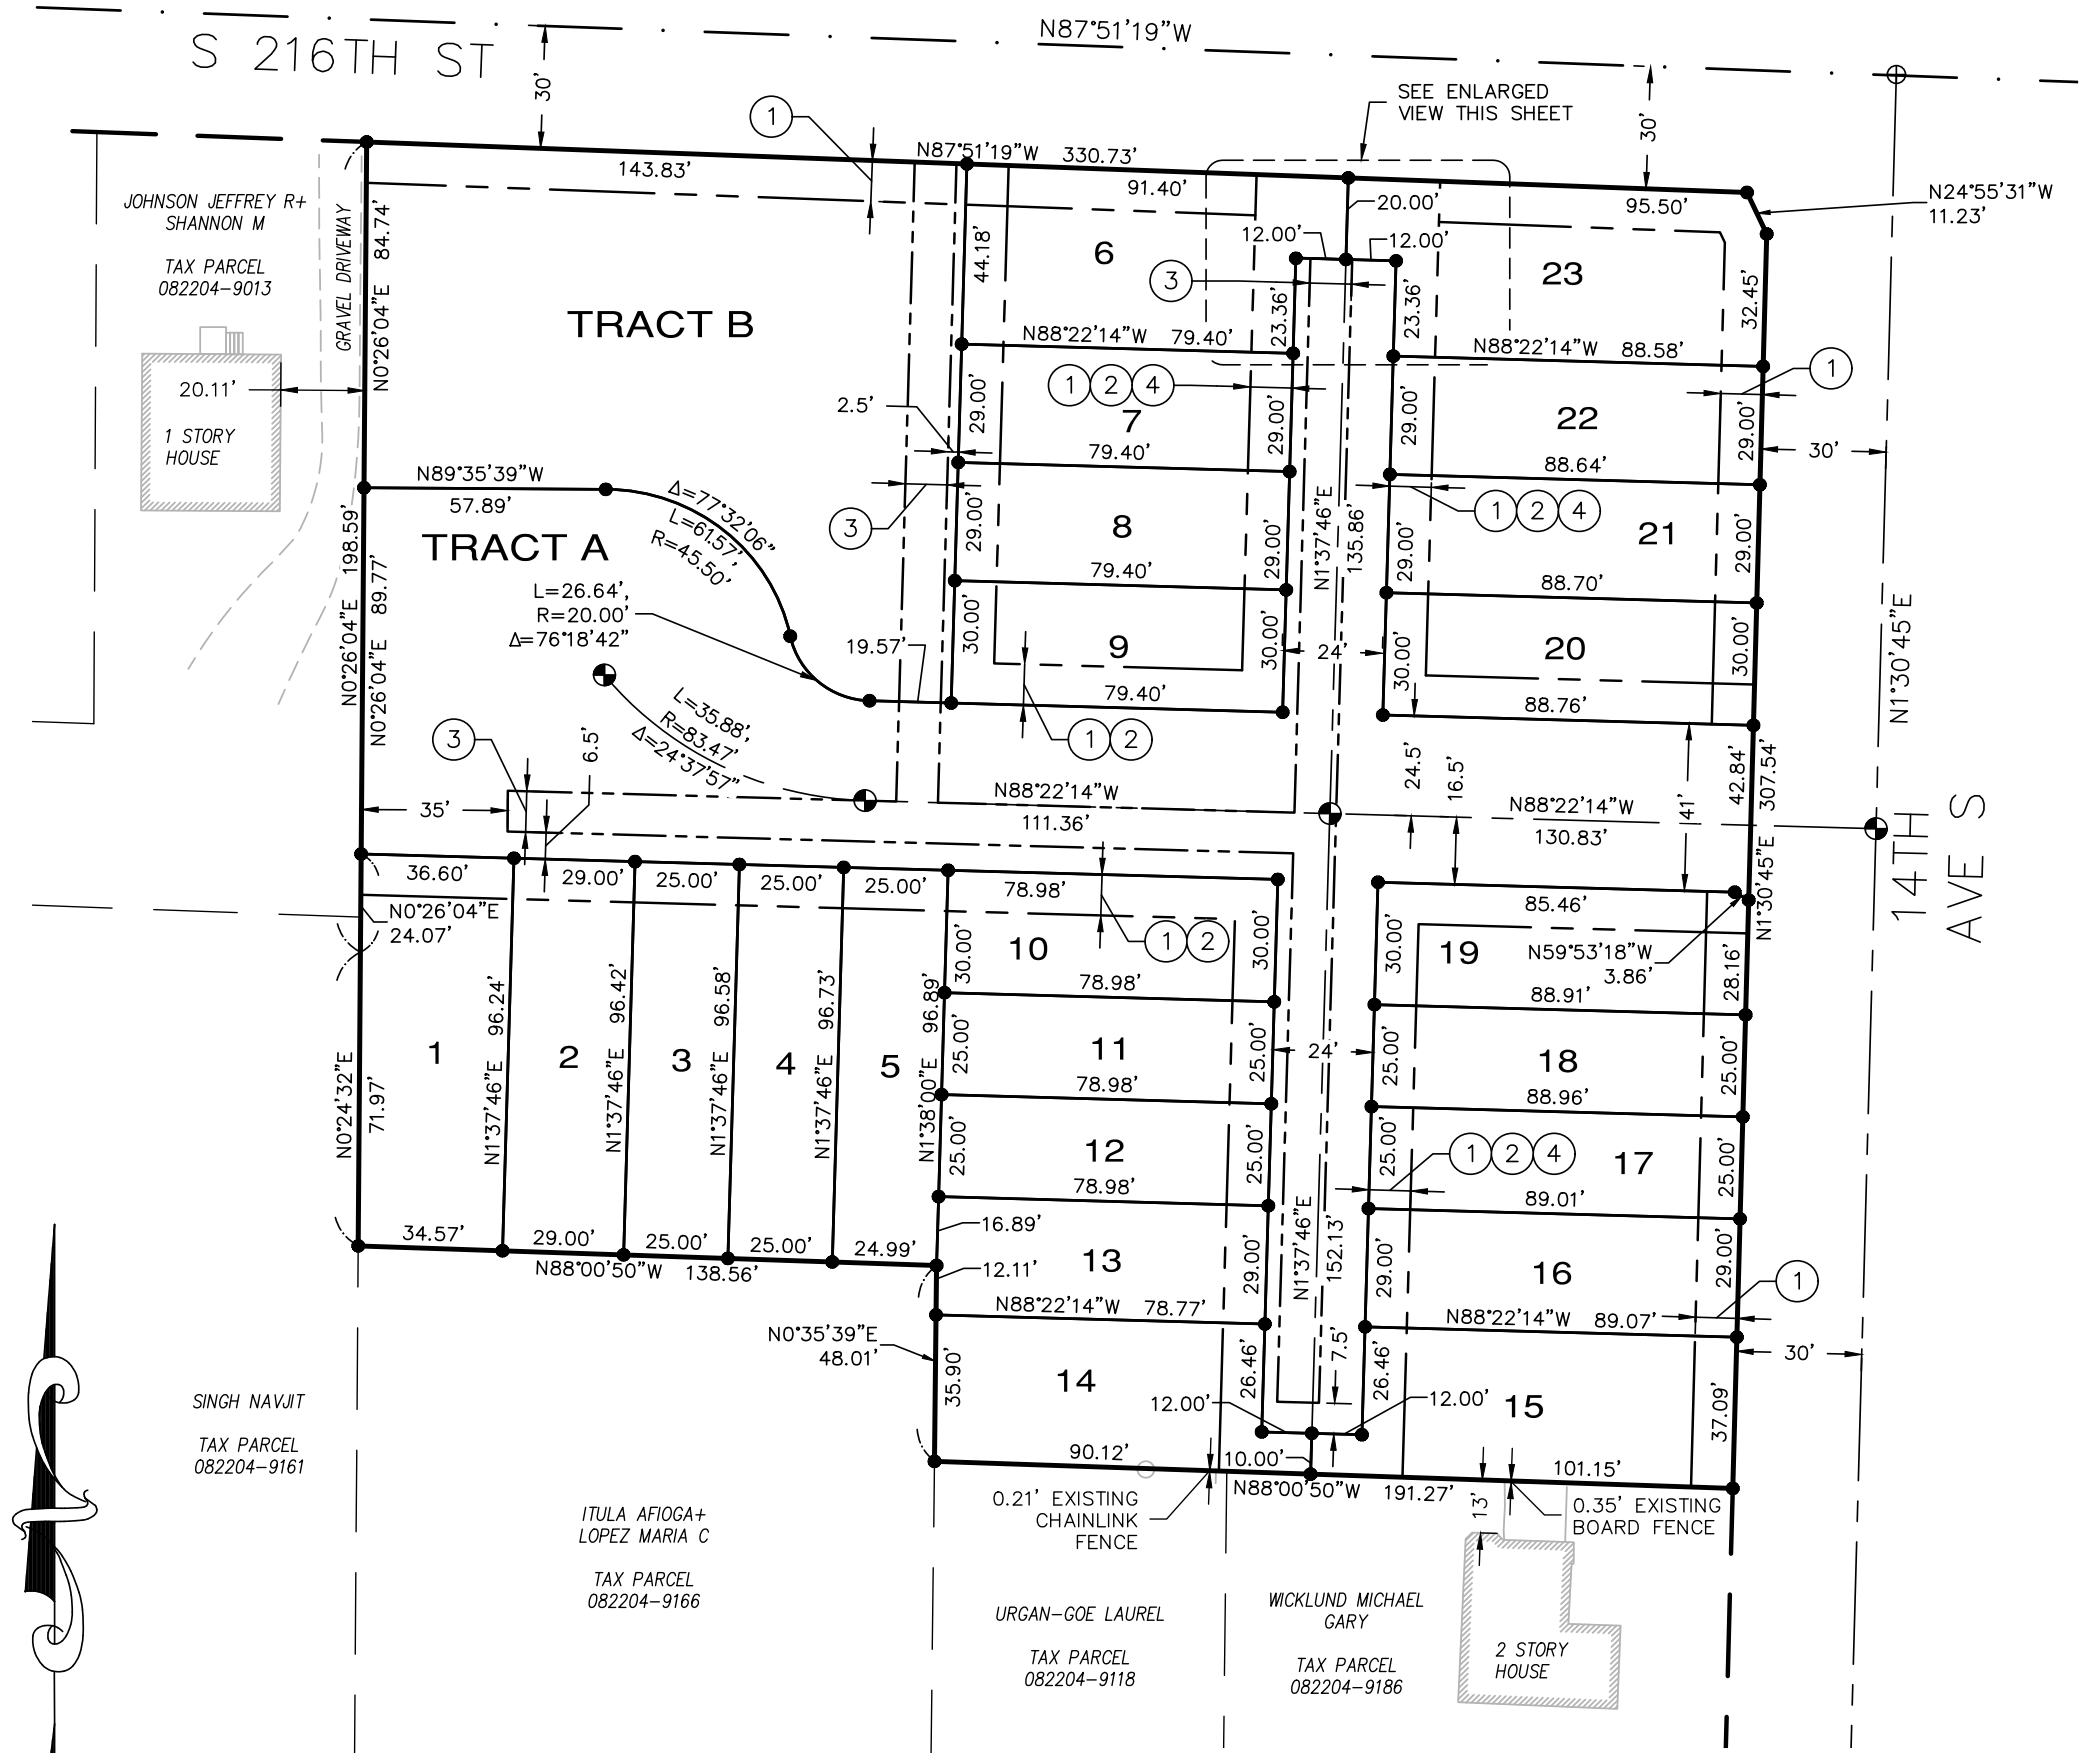 N87°51'19"W
S 216TH ST
30'
SEE ENLARGED
VIEW THIS SHEET
30'
1
N87°51'19"W 330.73'
143.83'
91.40'
20.00'
95.50'
N24°55'31"W
11.23'
JOHNSON JEFFREY R+
SHANNON M
TAX PARCEL
082204-9013
GRAVEL DRIVEWAY
N0°26'04"E 84.74'
20.11'
1 STORY
HOUSE
TRACT B
44.18'
6
12.00'
12.00'
3
23.36'
23.36'
23
32.45'
N88°22'14"W 79.40'
N88°22'14"W 88.58'
1
1 2 4
2.5'
29.00'
7
29.00'
29.00'
22
29.00'
79.40'
88.64'
30'
N89°35'39"W
57.89'
Δ=77°32'06"
L=61.57'
R=45.50'
3
29.00'
8
29.00'
N1°37'46"E
135.86'
29.00'
1 2 4
21
29.00'
TRACT A
198.59'
N0°26'04"E
N0°26'04"E 89.77'
L=26.64',
R=20.00'
Δ=76°18'42"
79.40'
88.70'
19.57'
30.00'
9
30.00'
24'
30.00'
20
30.00'
N1°30'45"E
79.40'
88.76'
L=35.88'
R=83.47'
Δ=24°37'57"
3
6.5'
1 2
24.5'
16.5'
41'
42.84'
307.54'
N1°30'45"E
35'
N88°22'14"W
111.36'
N88°22'14"W
130.83'
14TH
AVE S
36.60'
29.00'
25.00'
25.00'
25.00'
78.98'
85.46'
N0°26'04"E
24.07'
1 2
30.00'
10
30.00'
30.00'
19
N59°53'18"W
3.86'
28.16'
78.98'
88.91'
N0°24'32"E
71.97'
1
N1°37'46"E 96.24'
2
N1°37'46"E 96.42'
3
N1°37'46"E 96.58'
4
N1°37'46"E 96.73'
5
N1°38'00"E 96.89'
25.00'
11
25.00'
24'
25.00'
18
25.00'
78.98'
88.96'
25.00'
12
25.00'
25.00'
1 2 4
17
25.00'
78.98'
89.01'
34.57'
29.00'
25.00'
25.00'
24.99'
N88°00'50"W 138.56'
16.89'
12.11'
13
29.00'
N1°37'46"E
152.13'
29.00'
16
29.00'
1
N88°22'14"W 78.77'
N88°22'14"W 89.07'
N0°35'39"E
48.01'
35.90'
14
26.46'
7.5'
26.46'
15
37.09'
30'
12.00'
12.00'
90.12'
10.00'
101.15'
N88°00'50"W 191.27'
0.21' EXISTING
CHAINLINK
FENCE
13'
0.35' EXISTING
BOARD FENCE
SINGH NAVJIT
TAX PARCEL
082204-9161
ITULA AFIOGA+
LOPEZ MARIA C
TAX PARCEL
082204-9166
URGAN-GOE LAUREL
TAX PARCEL
082204-9118
WICKLUND MICHAEL
GARY
TAX PARCEL
082204-9186
2 STORY
HOUSE